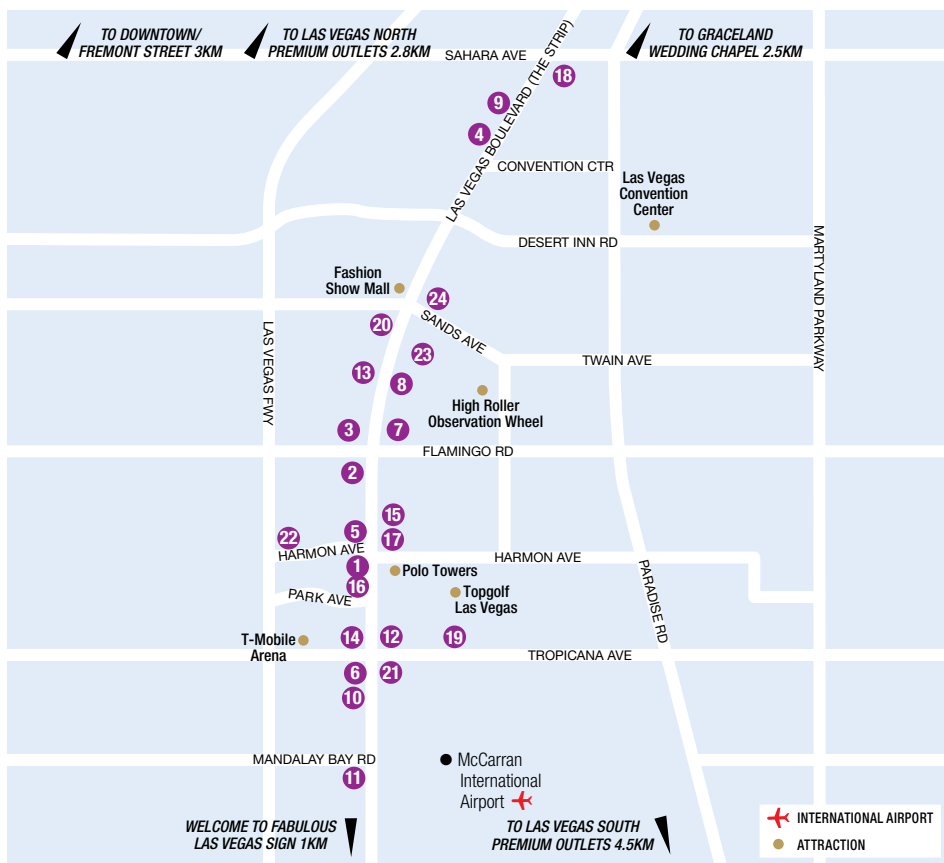 TO DOWNTOWN/
FREMONT STREET 3KM
TO LAS VEGAS NORTH
PREMIUM OUTLETS 2.8KM
TO GRACELAND
WEDDING CHAPEL 2.5KM
SAHARA AVE
18
9
4
LAS VEGAS BOULEVARD (THE STRIP)
CONVENTION CTR
Las Vegas
Convention
Center
DESERT INN RD
MARTYLAND PARKWAY
Fashion
Show Mall
24
20
SANDS AVE
LAS VEGAS FWY
23
TWAIN AVE
13
8
High Roller
Observation Wheel
3
7
FLAMINGO RD
2
15
5
22
17
HARMON AVE
HARMON AVE
1
Polo Towers
16
PARK AVE
Topgolf
Las Vegas
PARADISE RD
T-Mobile
Arena
14
12
19
TROPICANA AVE
6
21
10
MANDALAY BAY RD
McCarran
International
Airport
11
WELCOME TO FABULOUS
LAS VEGAS SIGN 1KM
TO LAS VEGAS SOUTH
PREMIUM OUTLETS 4.5KM
INTERNATIONAL AIRPORT
ATTRACTION